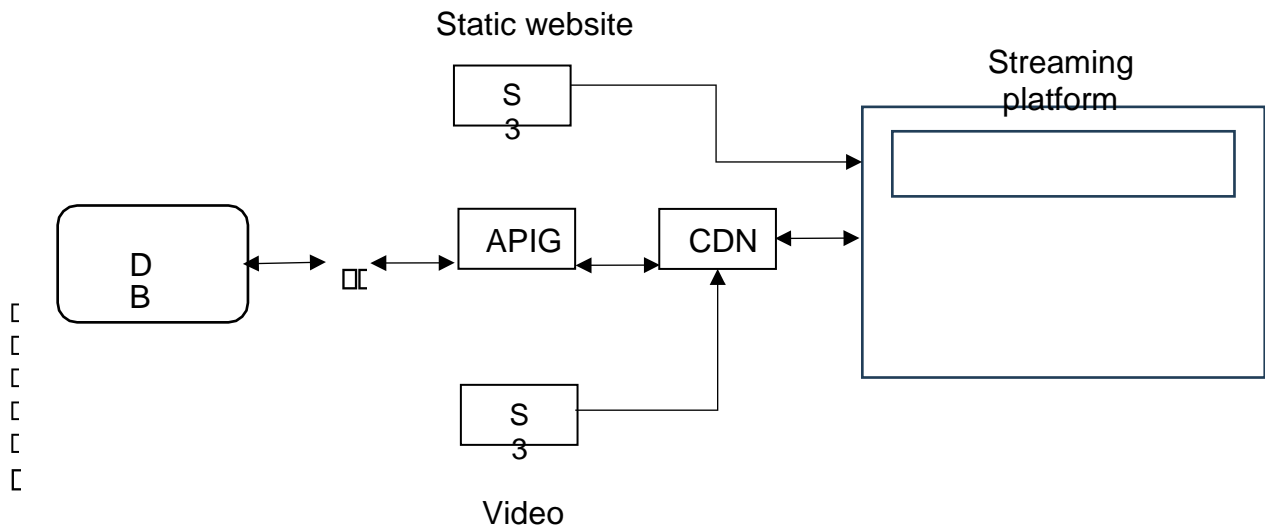 Static website
Streaming
platform
S
3
D
B
APIG
CDN
S
3
Video